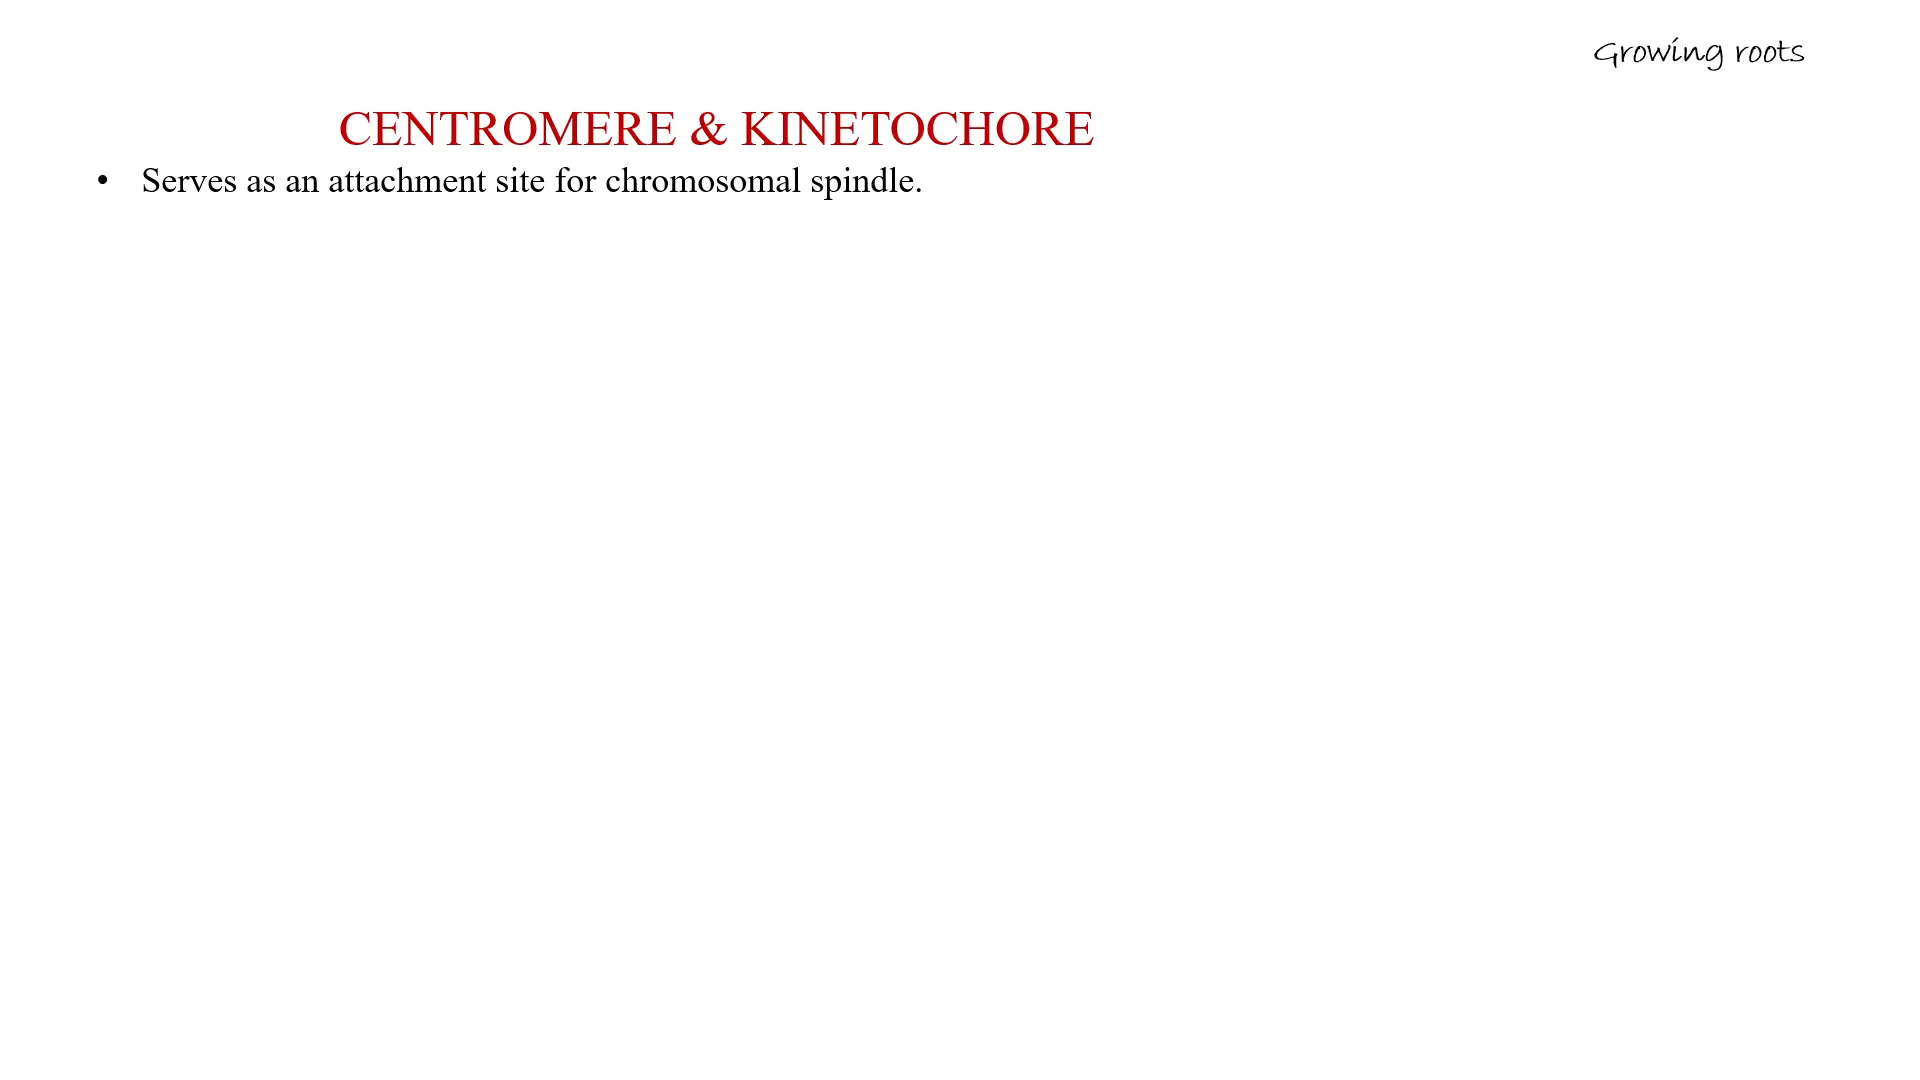 Growing roots
CENTROMERE & KINETOCHORE
• Serves as an attachment site for chromosomal spindle.